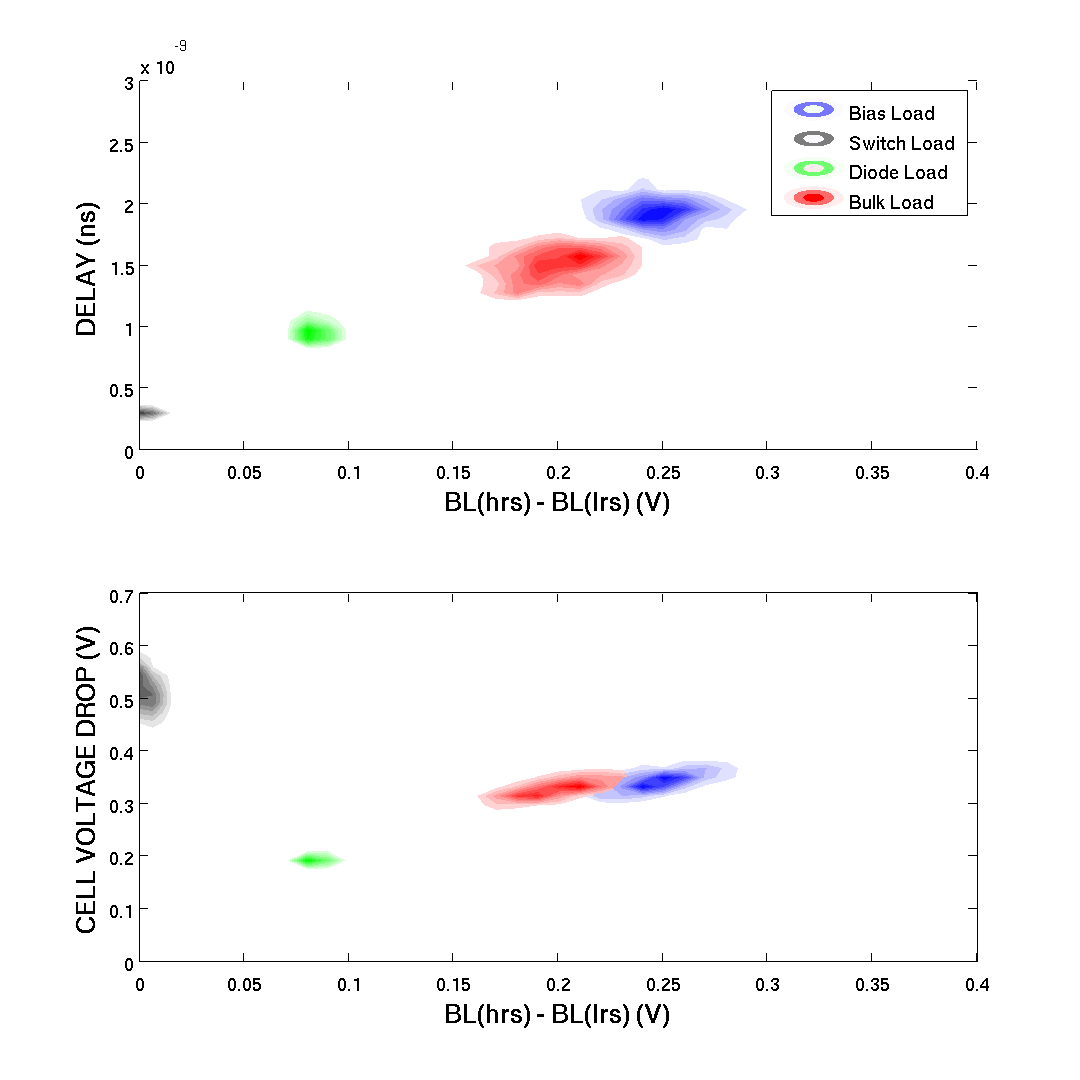 x 10^-9
3
2.5
2
1.5
1
0.5
0
DELAY (ns)
0 0.05 0.1 0.15 0.2 0.25 0.3 0.35 0.4
BL(hrs) - BL(lrs) (V)
Bias Load
Switch Load
Diode Load
Bulk Load
0.7
0.6
0.5
0.4
0.3
0.2
0.1
0
CELL VOLTAGE DROP (V)
0 0.05 0.1 0.15 0.2 0.25 0.3 0.35 0.4
BL(hrs) - BL(lrs) (V)